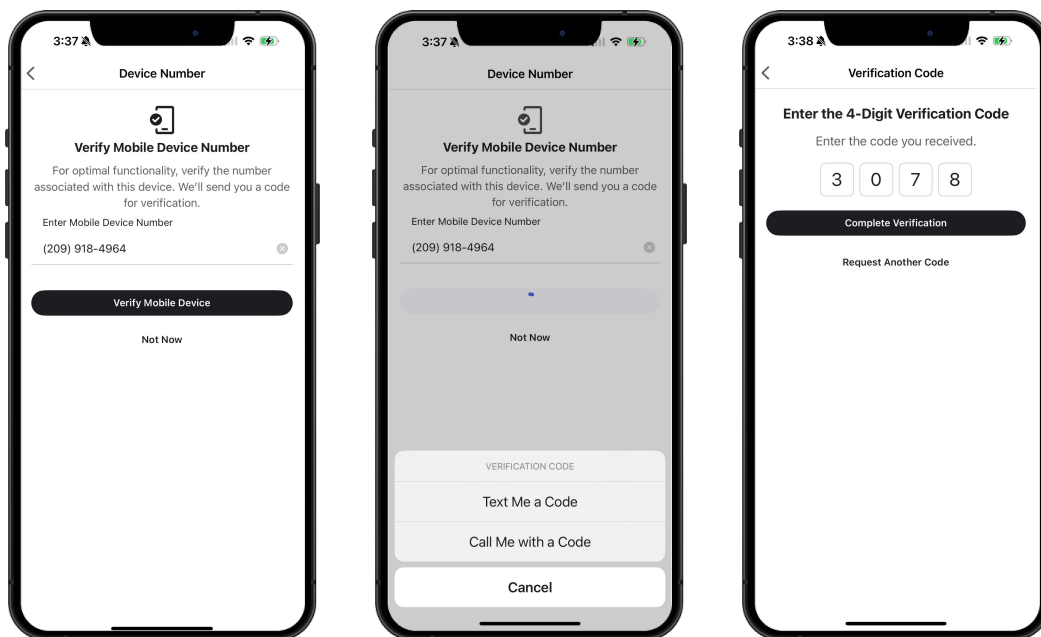 3:37
Device Number
Verify Mobile Device Number
For optimal functionality, verify the number
associated with this device. We'll send you a code
for verification.
Enter Mobile Device Number
(209) 918-4964
Verify Mobile Device
Not Now
3:37
Device Number
Verify Mobile Device Number
For optimal functionality, verify the number
associated with this device. We'll send you a code
for verification.
Enter Mobile Device Number
(209) 918-4964
Not Now
VERIFICATION CODE
Text Me a Code
Call Me with a Code
Cancel
3:38
Verification Code
Enter the 4-Digit Verification Code
Enter the code you received.
3 0 7 8
Complete Verification
Request Another Code